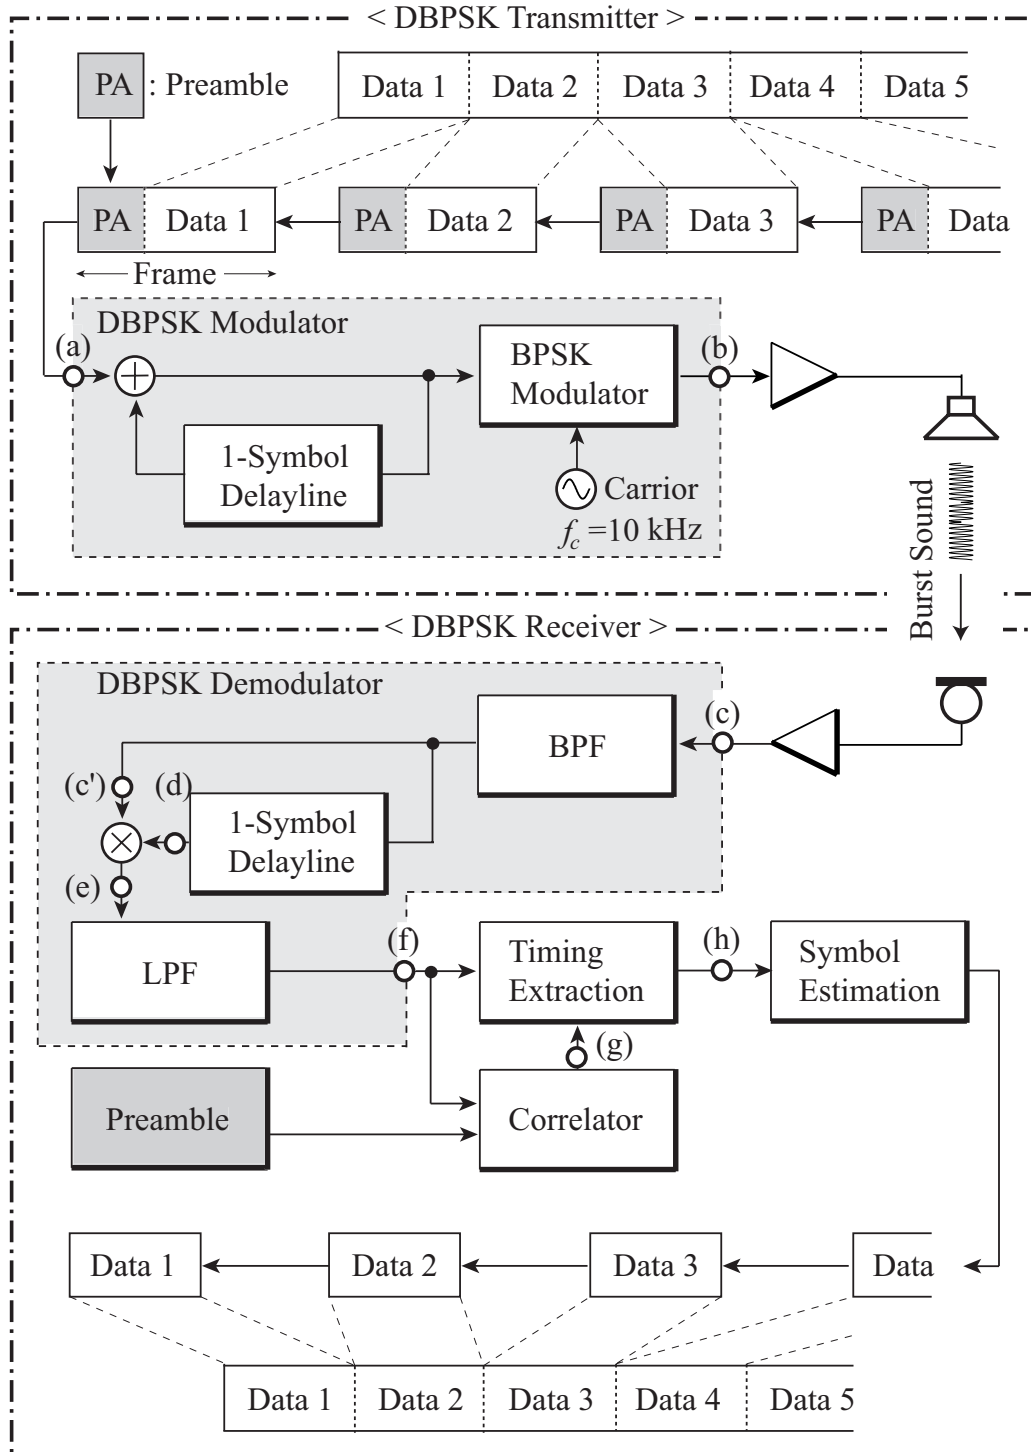 < DBPSK Transmitter >
PA : Preamble
Data 1 Data 2 Data 3 Data 4 Data 5
PA Data 1 PA Data 2 PA Data 3 PA Data
Frame
DBPSK Modulator
(a)
BPSK
Modulator
(b)
1-Symbol
Delayline
Carrior
f_c =10 kHz
Burst Sound
< DBPSK Receiver >
DBPSK Demodulator
(c)
BPF
(c') (d)
1-Symbol
Delayline
(e)
LPF
(f)
Timing
Extraction
(h)
Symbol
Estimation
(g)
Preamble
Correlator
Data 1 Data 2 Data 3 Data
Data 1 Data 2 Data 3 Data 4 Data 5